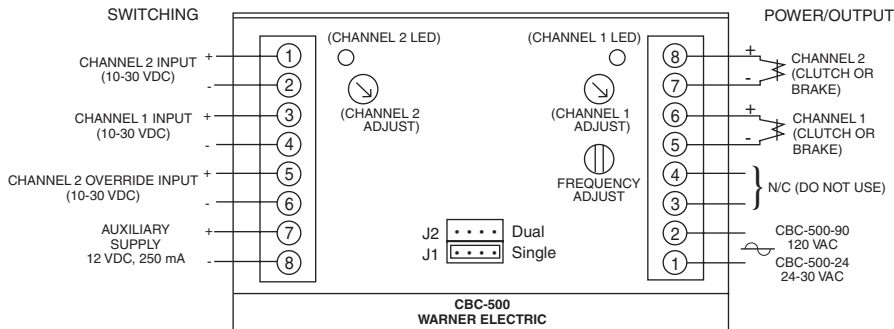 SWITCHING
POWER/OUTPUT
CHANNEL 2 INPUT
(10-30 VDC)
+
-
CHANNEL 1 INPUT
(10-30 VDC)
+
-
CHANNEL 2 OVERRIDE INPUT
(10-30 VDC)
+
-
AUXILIARY
SUPPLY
12 VDC, 250 mA
+
-
1
2
3
4
5
6
7
8
(CHANNEL 2 LED)
(CHANNEL 2
ADJUST)
(CHANNEL 1 LED)
(CHANNEL 1
ADJUST)
FREQUENCY
ADJUST
J2 Dual
J1 Single
8
7
6
5
4
3
2
1
+
-
CHANNEL 2
(CLUTCH OR
BRAKE)
+
-
CHANNEL 1
(CLUTCH OR
BRAKE)
N/C (DO NOT USE)
CBC-500-90
120 VAC
CBC-500-24
24-30 VAC
CBC-500
WARNER ELECTRIC